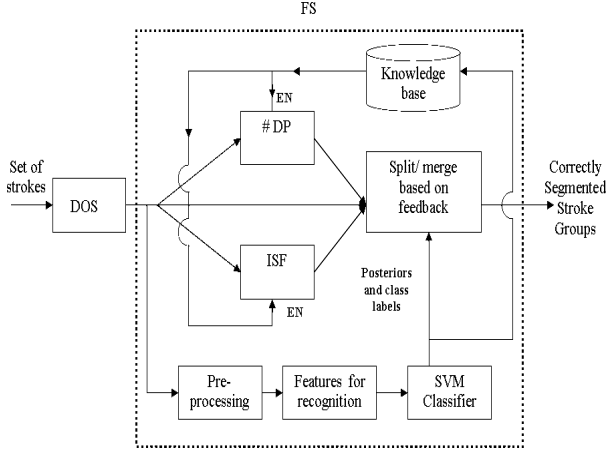 FS
Knowledge
base
EN
# DP
Set of
strokes
DOS
Split/ merge
based on
feedback
Correctly
Segmented
Stroke
Groups
ISF
EN
Posteriors
and class
labels
Pre-
processing
Features for
recognition
SVM
Classifier